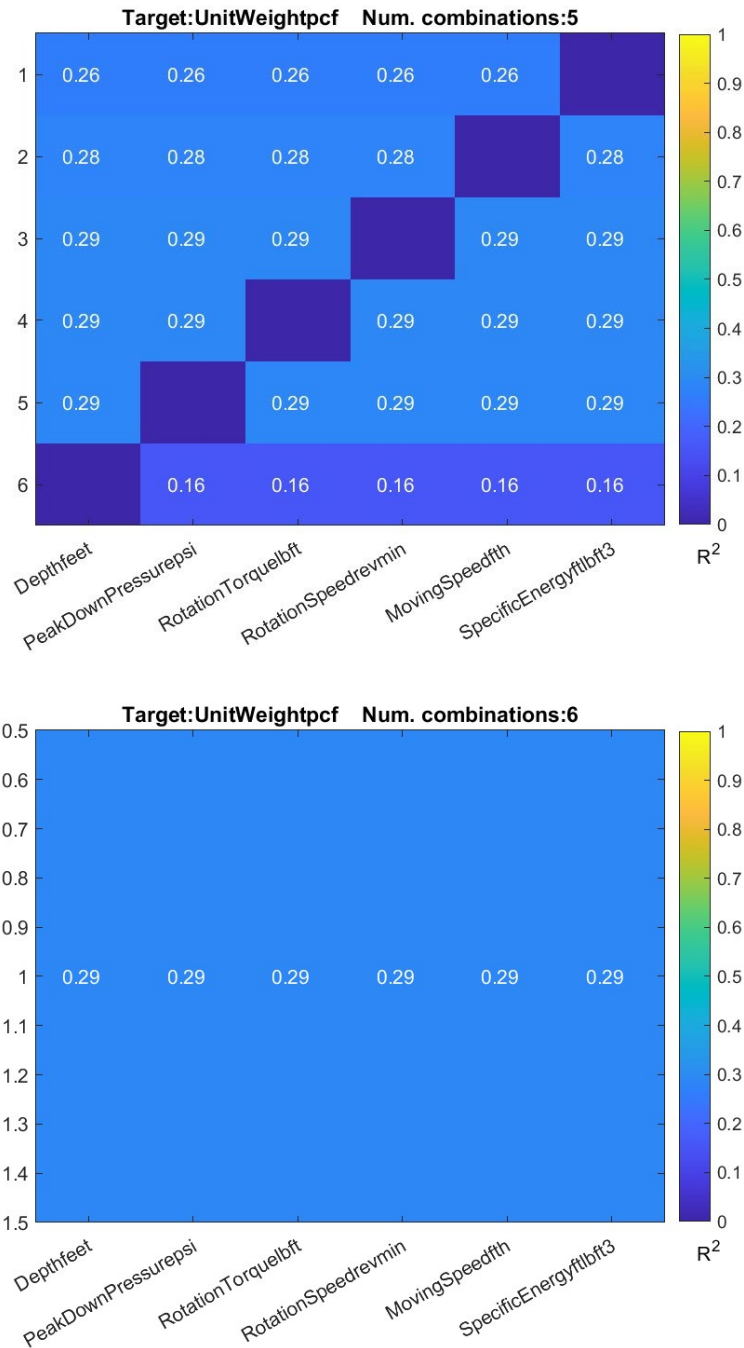 Target:UnitWeightpcf Num. combinations:5
1 0.26 0.26 0.26 0.26 0.26
2 0.28 0.28 0.28 0.28 0.28
3 0.29 0.29 0.29 0.29 0.29
4 0.29 0.29 0.29 0.29 0.29
5 0.29 0.29 0.29 0.29 0.29
6 0.16 0.16 0.16 0.16 0.16
Depthfeet
PeakDownPressurepsi
RotationTorquelbft
RotationSpeedrevmin
MovingSpeedfth
SpecificEnergyftlbft3
1
0.9
0.8
0.7
0.6
0.5
0.4
0.3
0.2
0.1
0
R²
Target:UnitWeightpcf Num. combinations:6
0.5
0.6
0.7
0.8
0.9
1 0.29 0.29 0.29 0.29 0.29 0.29
1.1
1.2
1.3
1.4
1.5
Depthfeet
PeakDownPressurepsi
RotationTorquelbft
RotationSpeedrevmin
MovingSpeedfth
SpecificEnergyftlbft3
1
0.9
0.8
0.7
0.6
0.5
0.4
0.3
0.2
0.1
0
R²